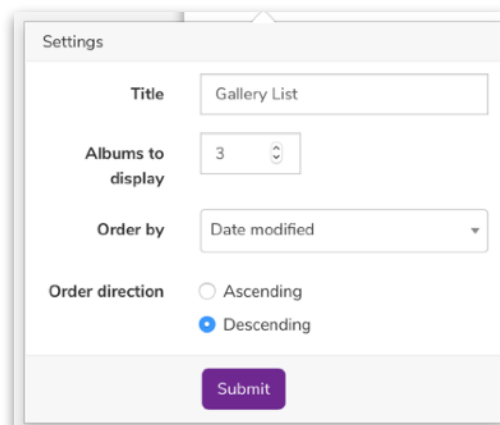 Settings
Title Gallery List
Albums to 3
display
Order by Date modified
Order direction Ascending
Descending
Submit